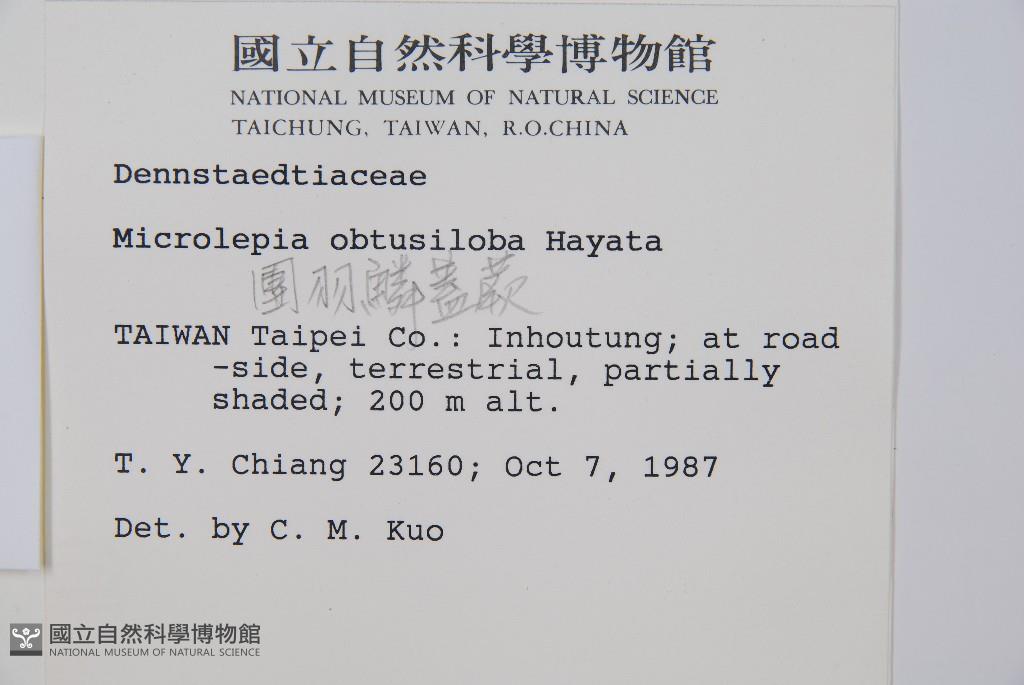 國立自然科學博物館
NATIONAL MUSEUM OF NATURAL SCIENCE
TAICHUNG, TAIWAN, R.O.CHINA
Dennstaedtiaceae
Microlepia obtusiloba Hayata
團羽鱗蓋蕨
TAIWAN Taipei Co.: Inhoutung; at road
-side, terrestrial, partially
shaded; 200 m alt.
T. Y. Chiang 23160; Oct 7, 1987
Det. by C. M. Kuo
國立自然科學博物館
NATIONAL MUSEUM OF NATURAL SCIENCE